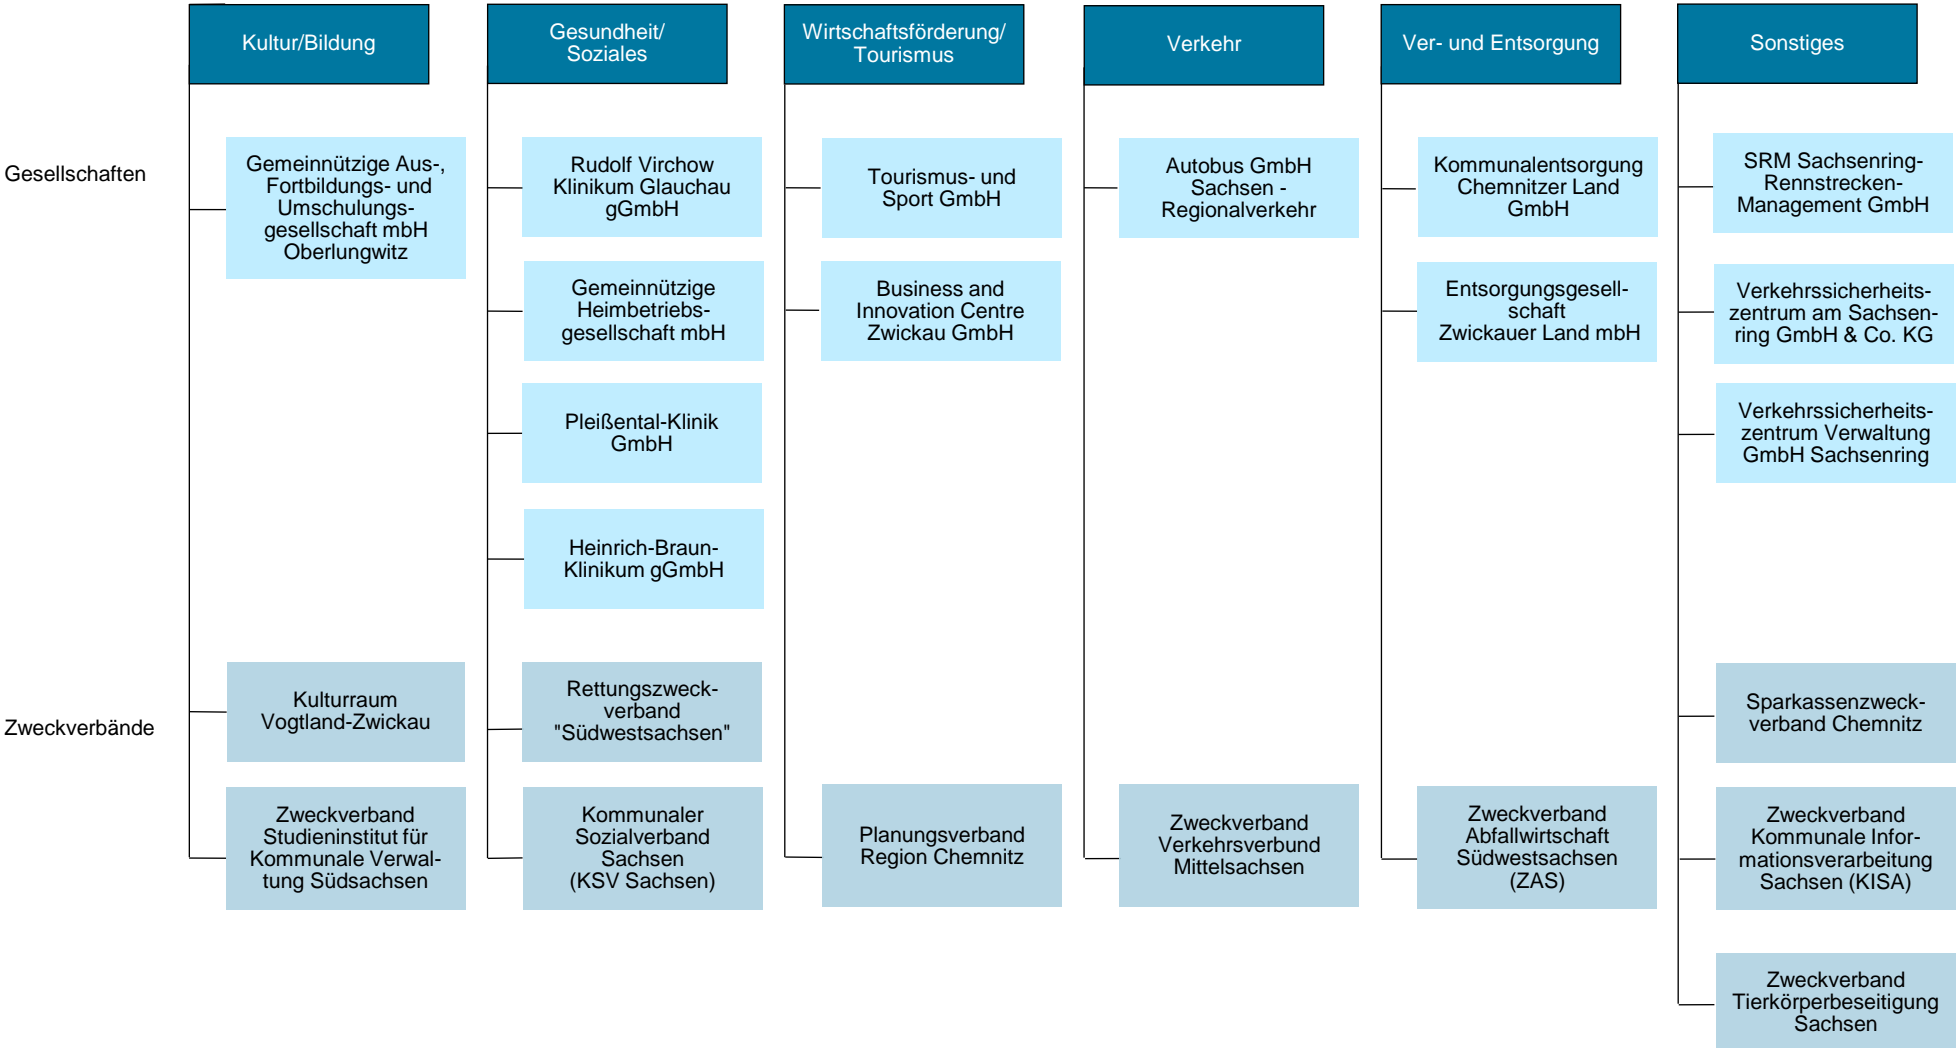 Kultur/Bildung
Gesundheit/
Soziales
Wirtschaftsförderung/
Tourismus
Verkehr
Ver- und Entsorgung
Sonstiges
Gesellschaften
Gemeinnützige Aus-,
Fortbildungs- und
Umschulungs-
gesellschaft mbH
Oberlungwitz
Rudolf Virchow
Klinikum Glauchau
gGmbH
Tourismus- und
Sport GmbH
Autobus GmbH
Sachsen -
Regionalverkehr
Kommunalentsorgung
Chemnitzer Land
GmbH
SRM Sachsenring-
Rennstrecken-
Management GmbH
Gemeinnützige
Heimbetriebs-
gesellschaft mbH
Business and
Innovation Centre
Zwickau GmbH
Entsorgungsgesell-
schaft
Zwickauer Land mbH
Verkehrssicherheits-
zentrum am Sachsen-
ring GmbH & Co. KG
Pleißental-Klinik
GmbH
Verkehrssicherheits-
zentrum Verwaltung
GmbH Sachsenring
Heinrich-Braun-
Klinikum gGmbH
Zweckverbände
Kulturraum
Vogtland-Zwickau
Rettungszweck-
verband
"Südwestsachsen"
Sparkassenzweck-
verband Chemnitz
Zweckverband
Studieninstitut für
Kommunale Verwal-
tung Südsachsen
Kommunaler
Sozialverband
Sachsen
(KSV Sachsen)
Planungsverband
Region Chemnitz
Zweckverband
Verkehrsverbund
Mittelsachsen
Zweckverband
Abfallwirtschaft
Südwestsachsen
(ZAS)
Zweckverband
Kommunale Infor-
mationsverarbeitung
Sachsen (KISA)
Zweckverband
Tierkörperbeseitigung
Sachsen